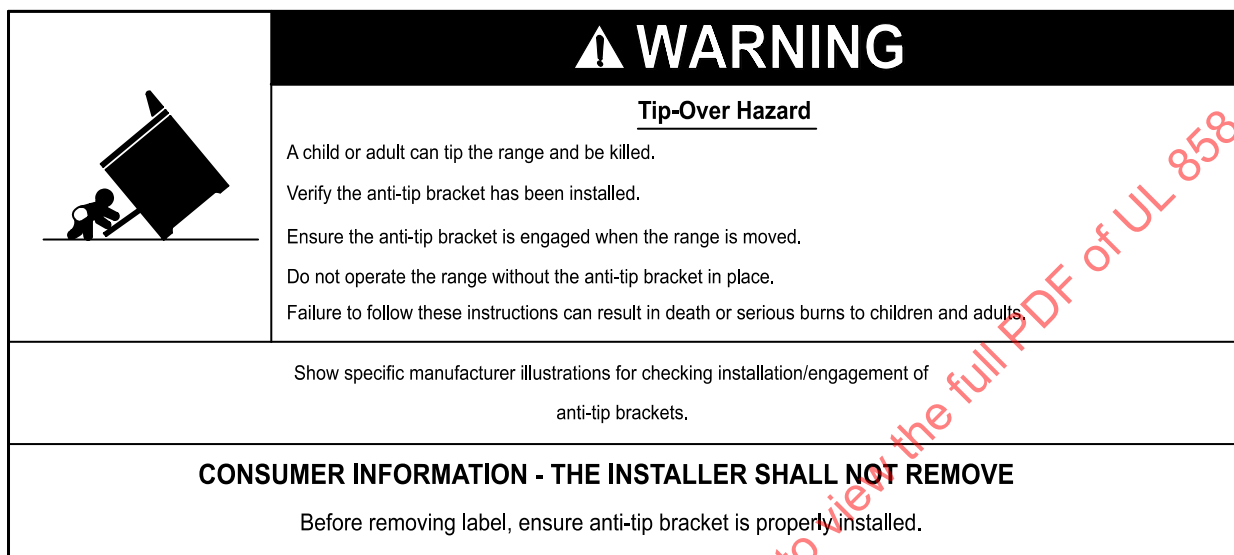 WARNING
Tip-Over Hazard
A child or adult can tip the range and be killed.
Verify the anti-tip bracket has been installed.
Ensure the anti-tip bracket is engaged when the range is moved.
Do not operate the range without the anti-tip bracket in place.
Failure to follow these instructions can result in death or serious burns to children and adults.
Show specific manufacturer illustrations for checking installation/engagement of
anti-tip brackets.
CONSUMER INFORMATION - THE INSTALLER SHALL NOT REMOVE
Before removing label, ensure anti-tip bracket is properly installed.
to view the full PDF of UL 858